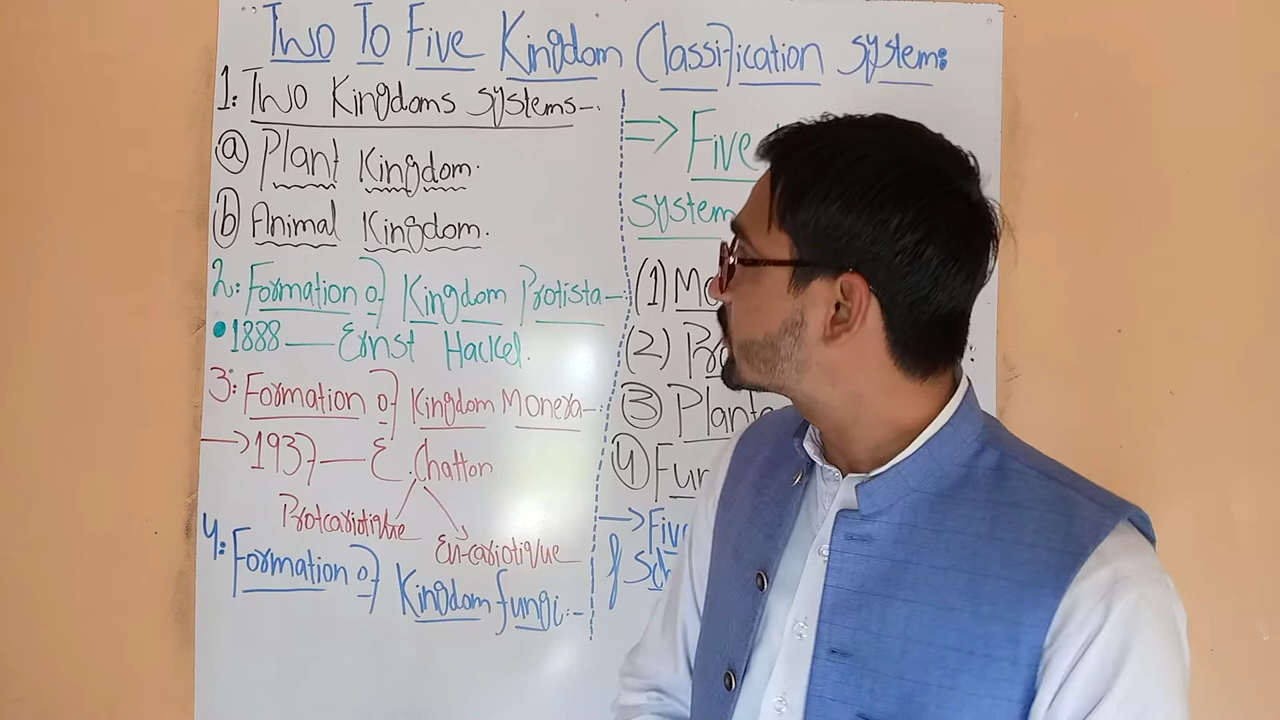 Two To Five Kingdom Classification system:
1: Two Kingdoms systems-:
a Plant Kingdom.
b Animal Kingdom.
2: Formation of Kingdom Protista-:
•1888 — Ernst Hackel.
3: Formation of Kingdom Monera-:
→1937 — E. Chatton
Protcariotique
Eu-cariotique
4: Formation of Kingdom fungi:-
⇒ Five
system
(1) Mo
(2) Pro
3 Planta
4 Fun
→ Five
& Sch